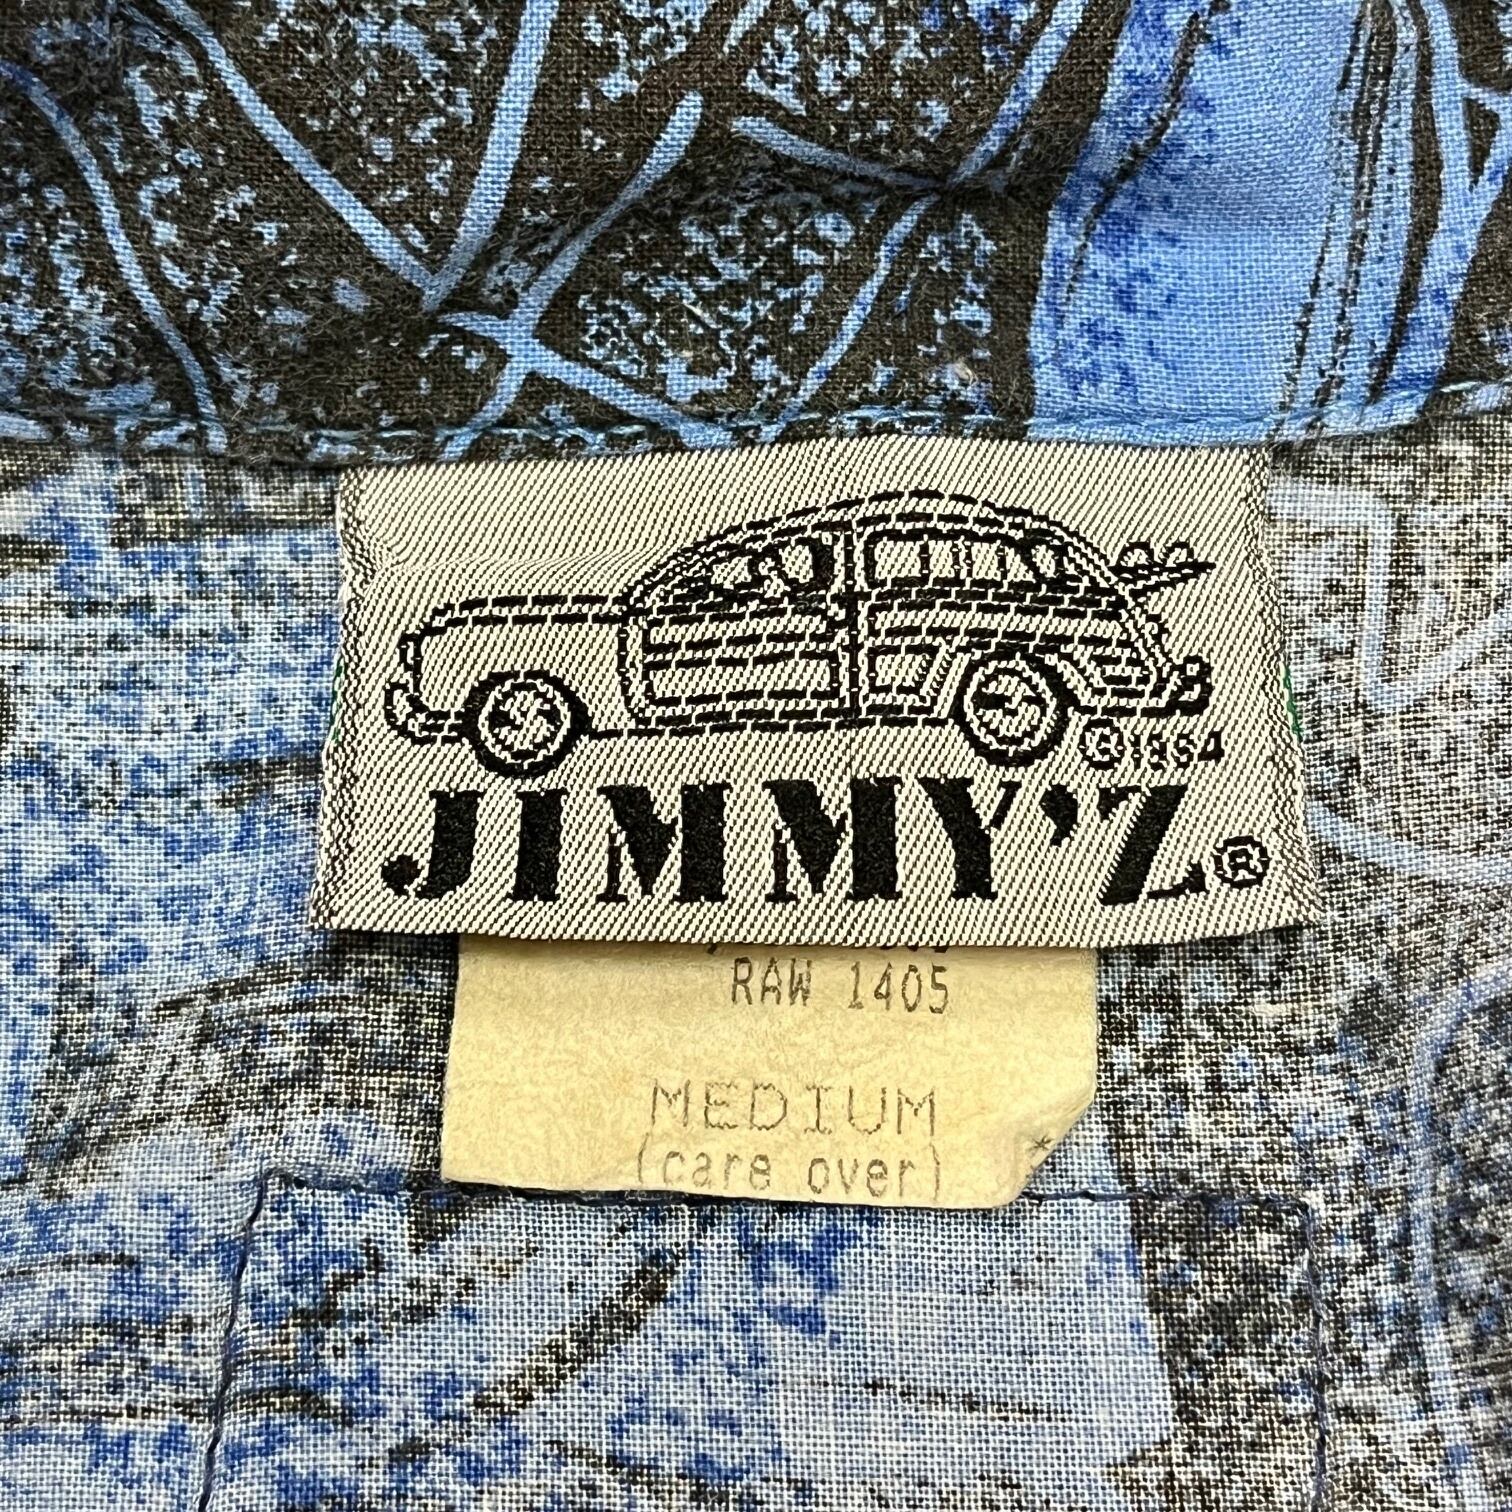 ©1984
JIMMY'Z®
RAW 1405
MEDIUM
(care over) *